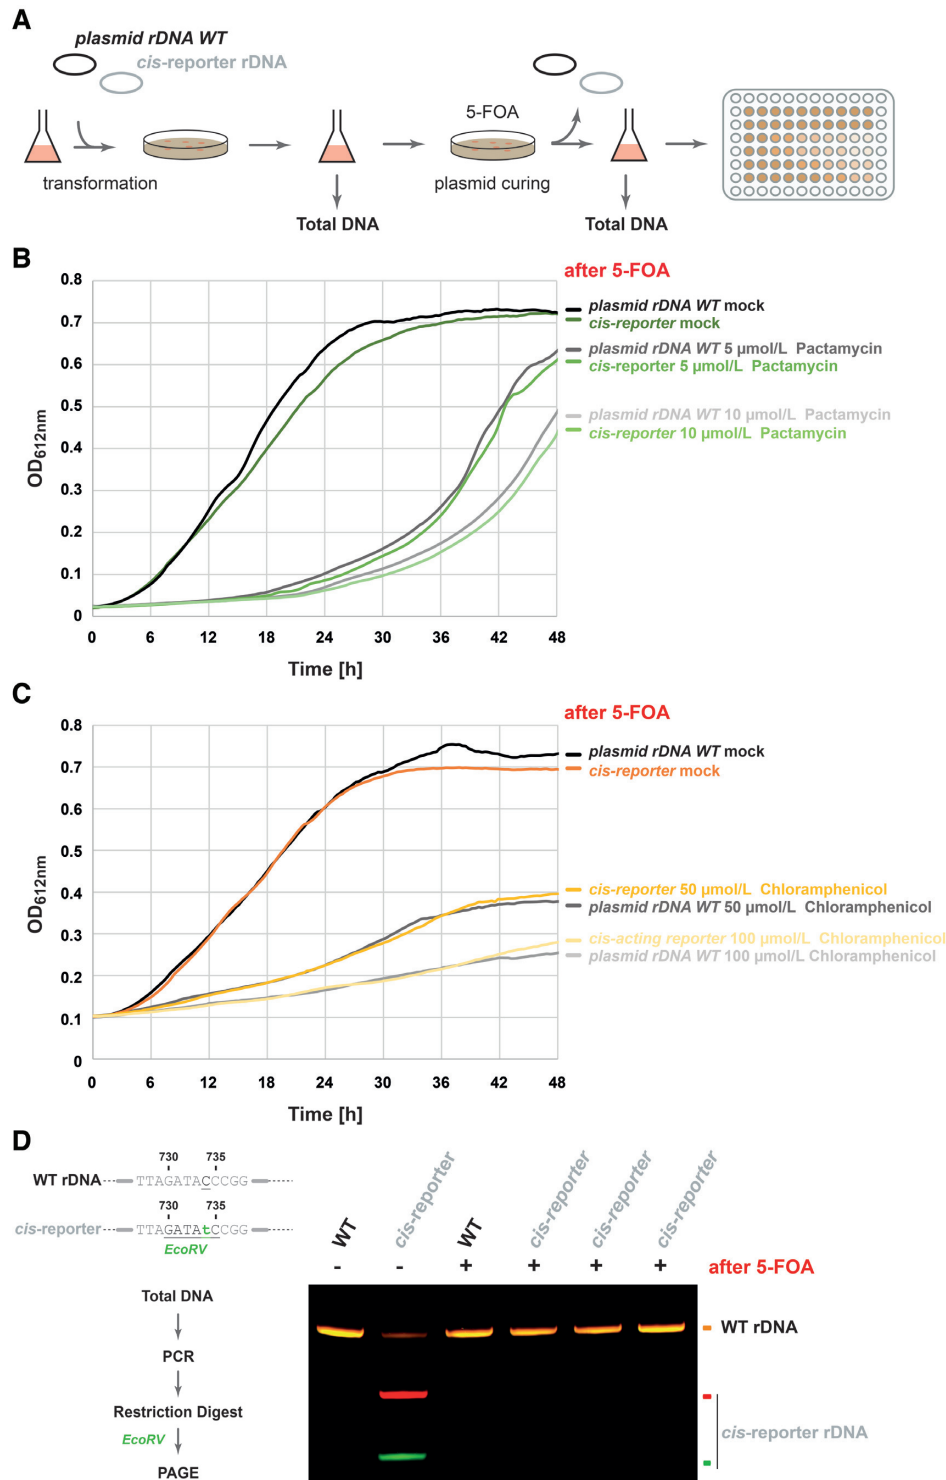 A
plasmid rDNA WT
cis-reporter rDNA
5-FOA
transformation
plasmid curing
Total DNA
Total DNA
B
after 5-FOA
0.8
0.7
0.6
0.5
0.4
0.3
0.2
0.1
0
OD612nm
0 6 12 18 24 30 36 42 48
Time [h]
plasmid rDNA WT mock
cis-reporter mock
plasmid rDNA WT 5 µmol/L Pactamycin
cis-reporter 5 µmol/L Pactamycin
plasmid rDNA WT 10 µmol/L Pactamycin
cis-reporter 10 µmol/L Pactamycin
C
after 5-FOA
0.8
0.7
0.6
0.5
0.4
0.3
0.2
0.1
0
OD612nm
0 6 12 18 24 30 36 42 48
Time [h]
plasmid rDNA WT mock
cis-reporter mock
cis-reporter 50 µmol/L Chloramphenicol
plasmid rDNA WT 50 µmol/L Chloramphenicol
cis-acting reporter 100 µmol/L Chloramphenicol
plasmid rDNA WT 100 µmol/L Chloramphenicol
D
730 735
WT rDNA TTAGATACCCGG
730 735
cis-reporter TTAGATAtCCGG
EcoRV
Total DNA
PCR
Restriction Digest
EcoRV
PAGE
WT cis-reporter WT cis-reporter cis-reporter cis-reporter
- - + + + + after 5-FOA
WT rDNA
cis-reporter rDNA